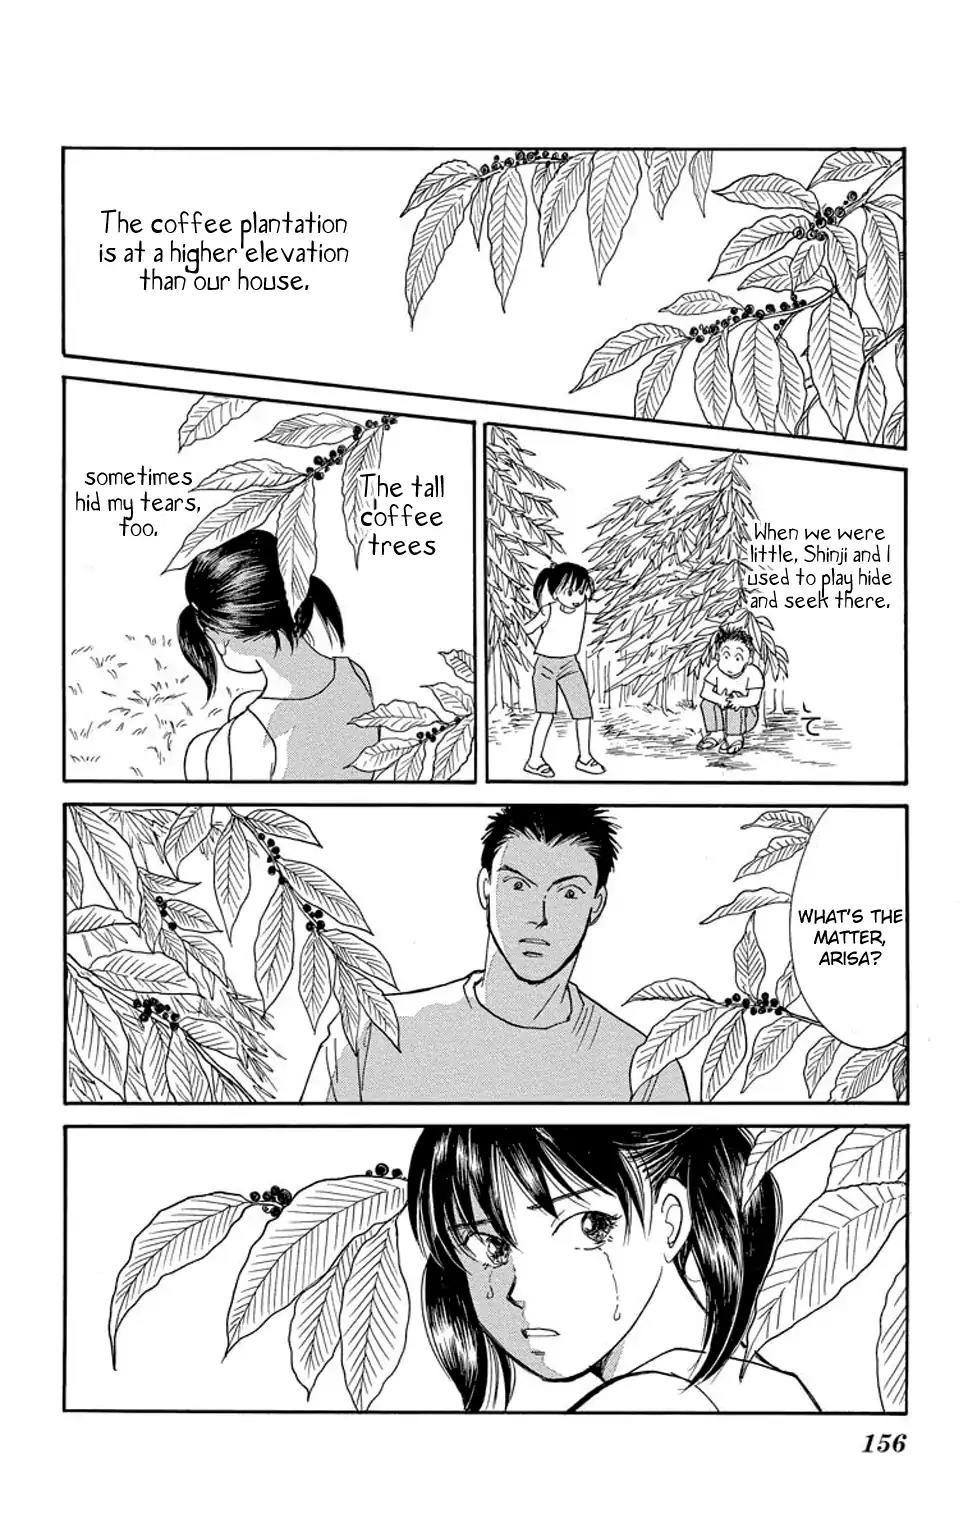 The coffee plantation
is at a higher elevation
than our house.
When we were
little, Shinji and I
used to play hide
and seek there.
て
The tall
coffee
trees
sometimes
hid my tears,
too.
WHAT'S THE
MATTER,
ARISA?
156